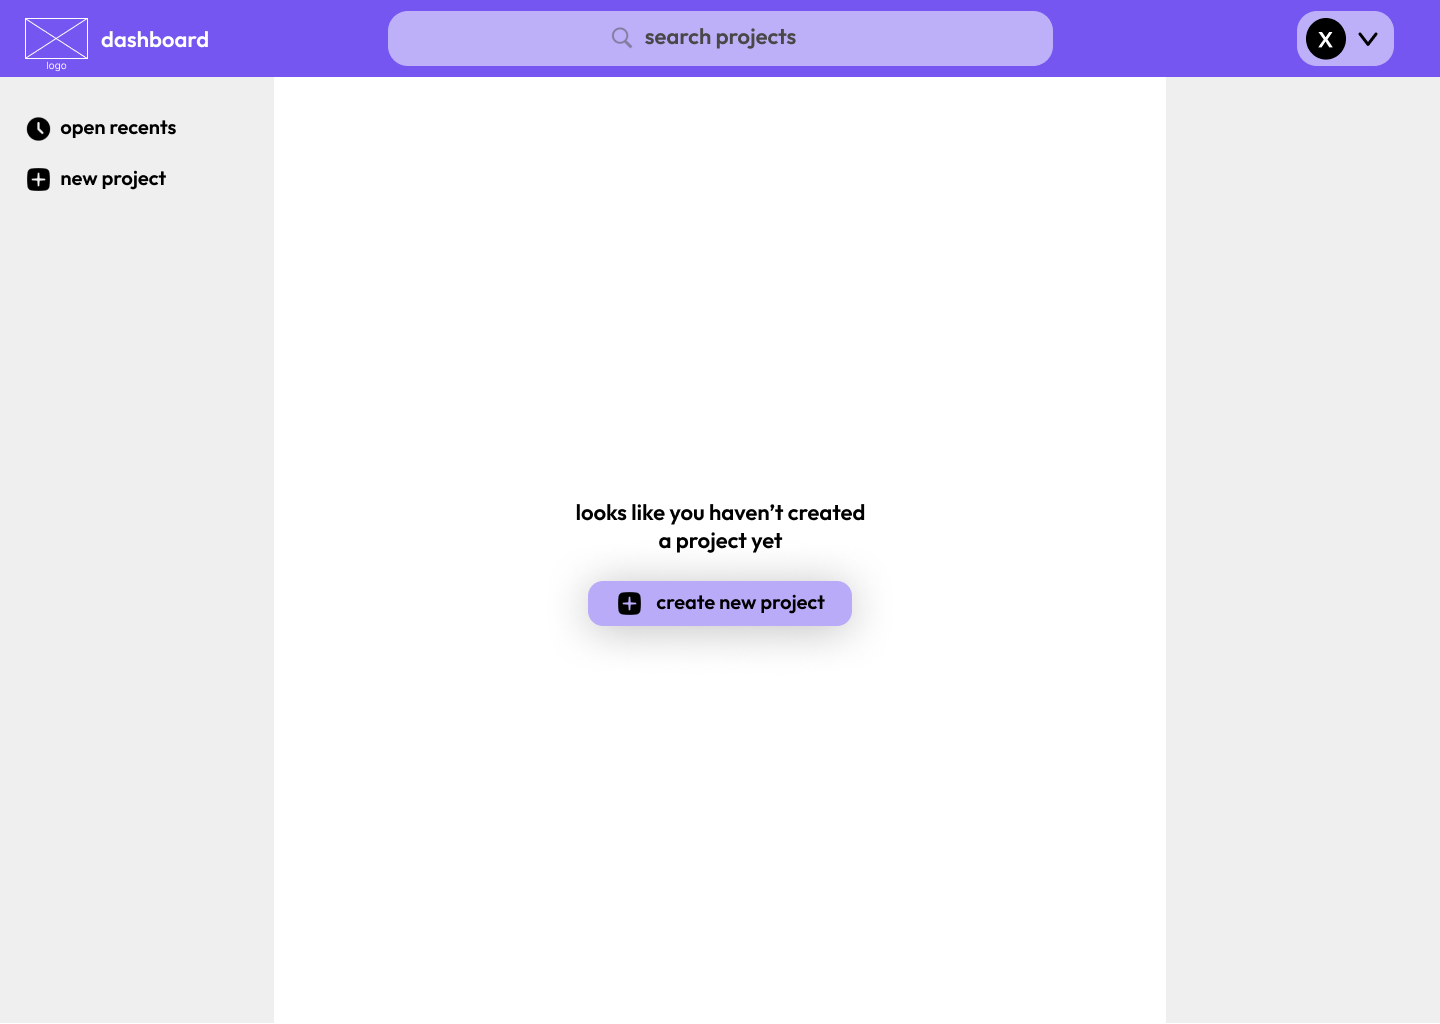 dashboard
logo
search projects
X
open recents
new project
looks like you haven’t created
a project yet
create new project